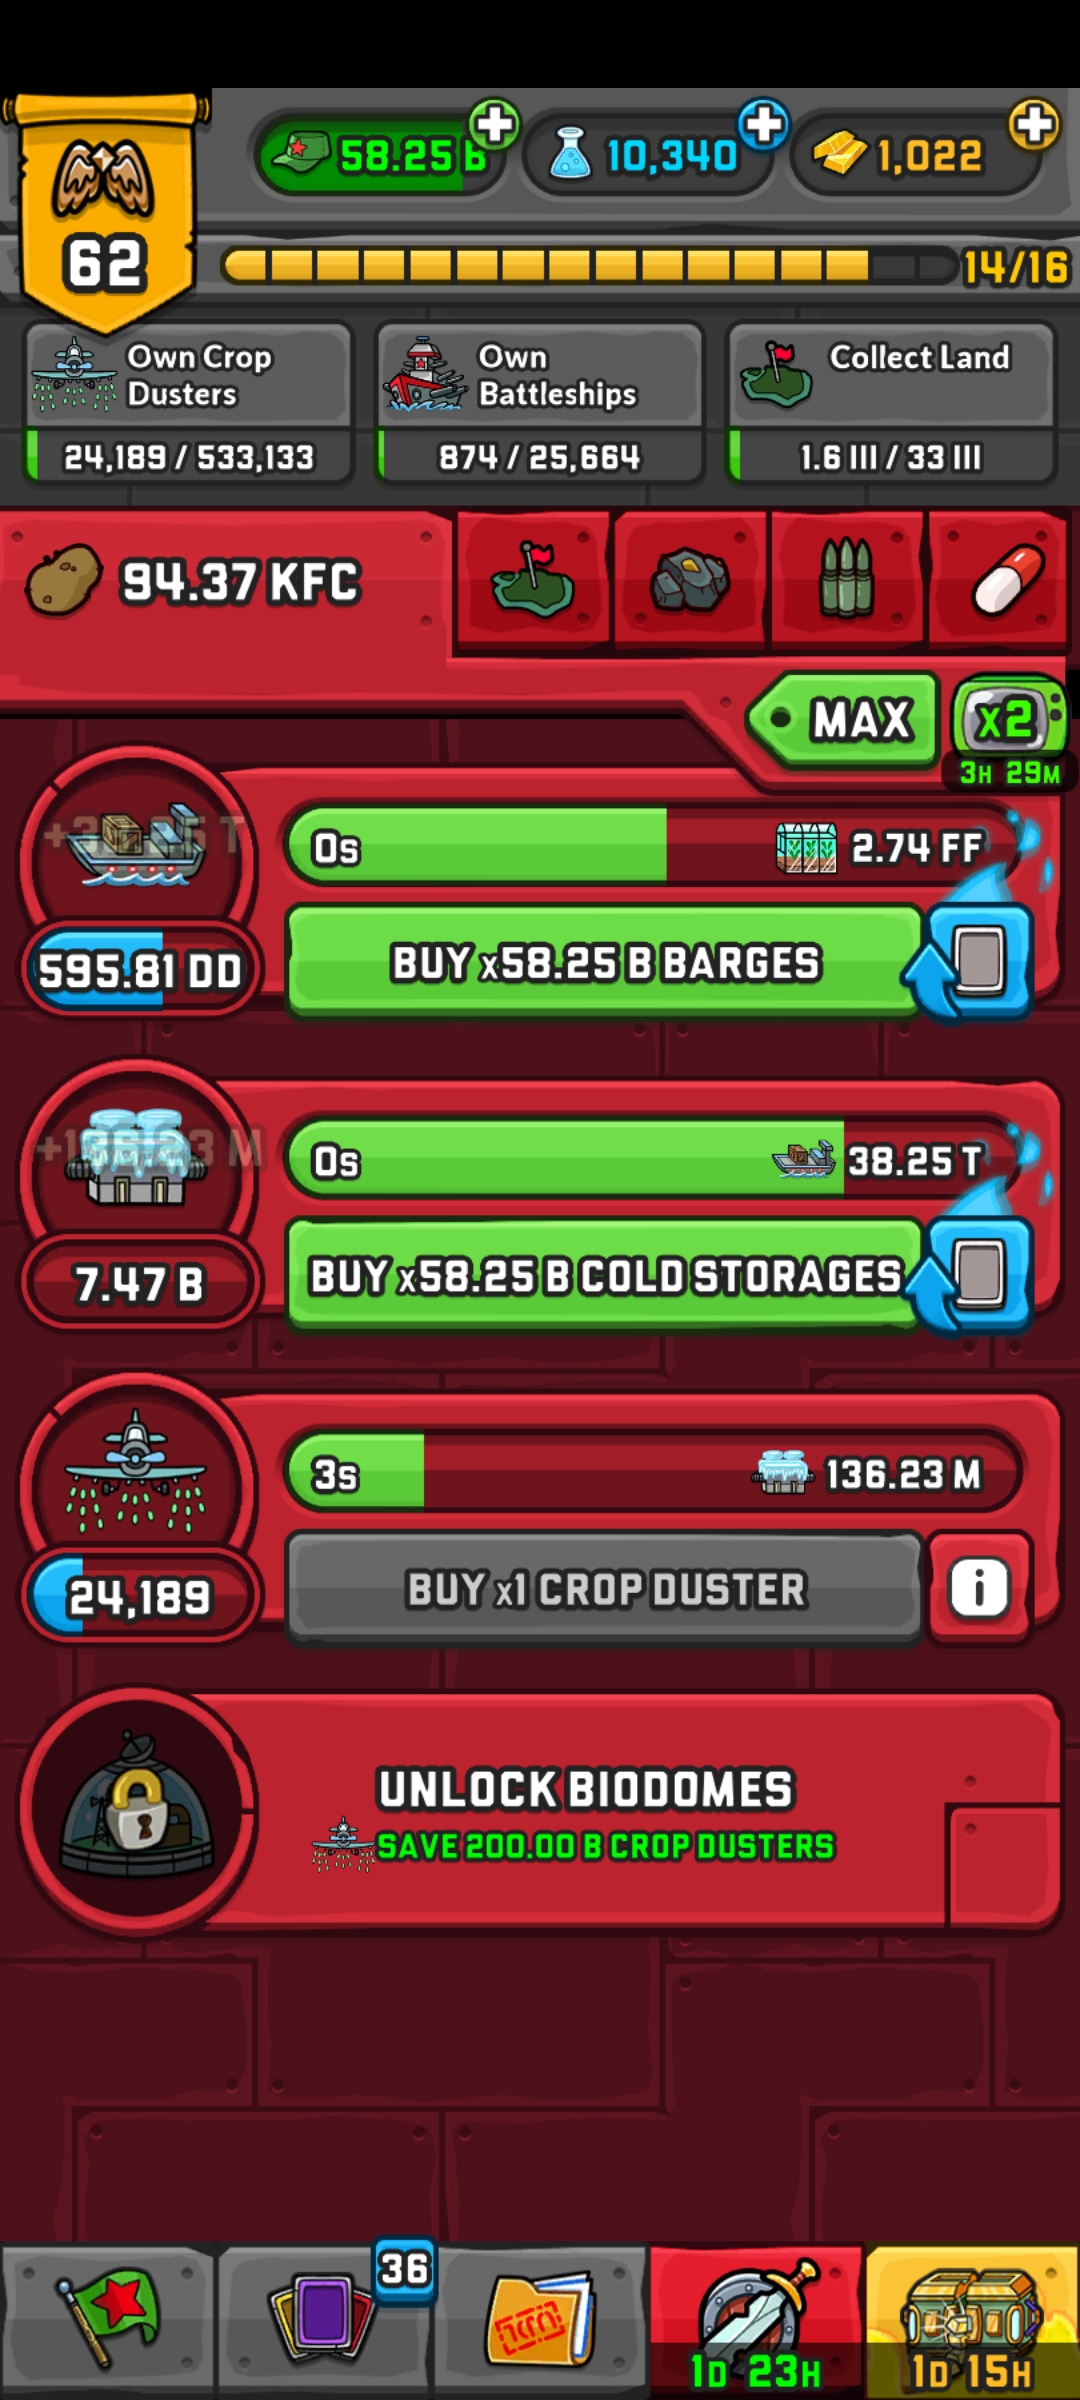 58.25 B
10,340
1,022
62
14/16
Own Crop Dusters
Own Battleships
Collect Land
24,189 / 533,133
874 / 25,664
1.6 III / 33 III
94.37 KFC
MAX
x2
3H 29M
0s
2.74 FF
595.81 DD
BUY x58.25 B BARGES
0s
38.25 T
7.47 B
BUY x58.25 B COLD STORAGES
3s
136.23 M
24,189
BUY x1 CROP DUSTER
i
UNLOCK BIODOMES
SAVE 200.00 B CROP DUSTERS
36
1D 23H
1D 15H